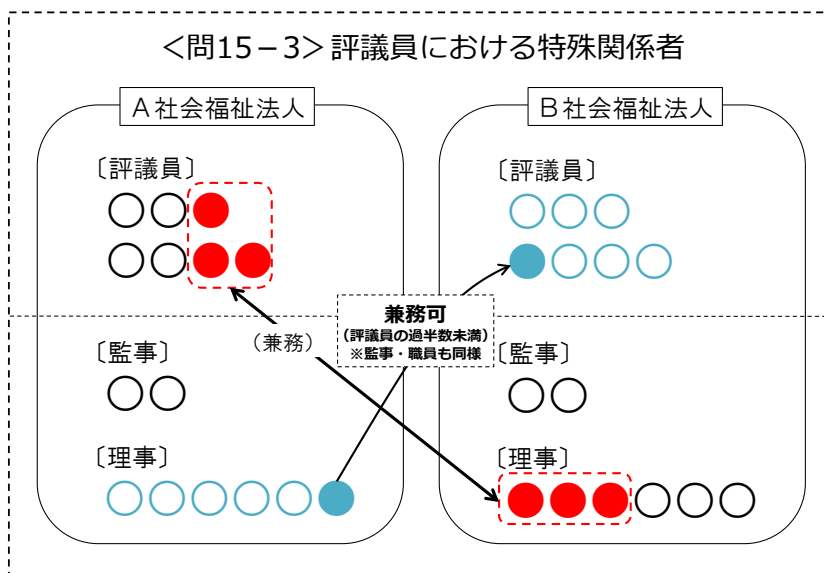 <問15-3>評議員における特殊関係者
A社会福祉法人
B社会福祉法人
〔評議員〕
〔評議員〕
兼務可
(評議員の過半数未満)
※監事・職員も同様
(兼務)
〔監事〕
〔監事〕
〔理事〕
〔理事〕